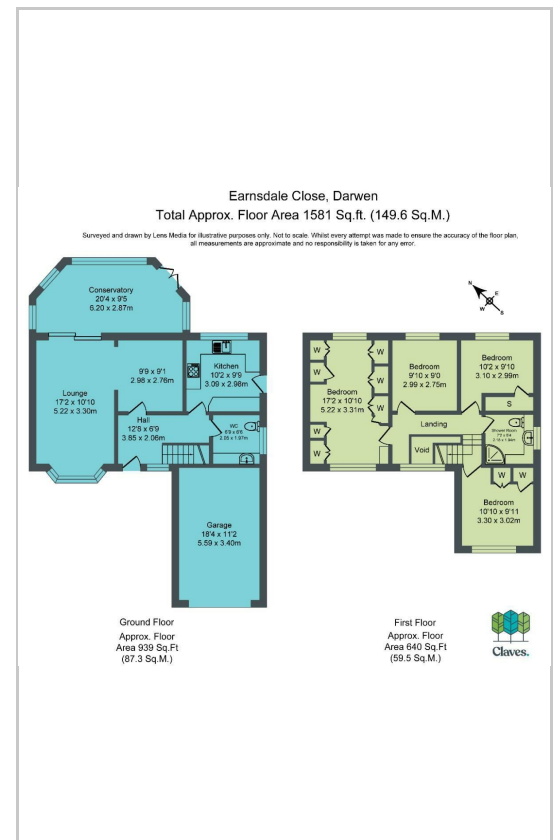 Earnsdale Close, Darwen
Total Approx. Floor Area 1581 Sq.ft. (149.6 Sq.M.)
Surveyed and drawn by Lens Media for illustrative purposes only. Not to scale. Whilst every attempt was made to ensure the accuracy of the floor plan,
all measurements are approximate and no responsibility is taken for any error.
Conservatory
20'4 x 9'5
6.20 x 2.87m
Lounge
17'2 x 10'10
5.22 x 3.30m
9'9 x 9'1
2.98 x 2.76m
Kitchen
10'2 x 9'9
3.09 x 2.98m
Hall
12'8 x 6'9
3.85 x 2.06m
WC
6'9 x 6'6
2.05 x 1.97m
Garage
18'4 x 11'2
5.59 x 3.40m
Ground Floor
Approx. Floor
Area 939 Sq.Ft
(87.3 Sq.M.)
N
E
W
S
W
W
W
W
W
W
W
Bedroom
17'2 x 10'10
5.22 x 3.31m
Bedroom
9'10 x 9'0
2.99 x 2.75m
Bedroom
10'2 x 9'10
3.10 x 2.99m
S
Landing
Void
Shower Room
W
W
Bedroom
10'10 x 9'11
3.30 x 3.02m
First Floor
Approx. Floor
Area 640 Sq.Ft
(59.5 Sq.M.)
Claves.